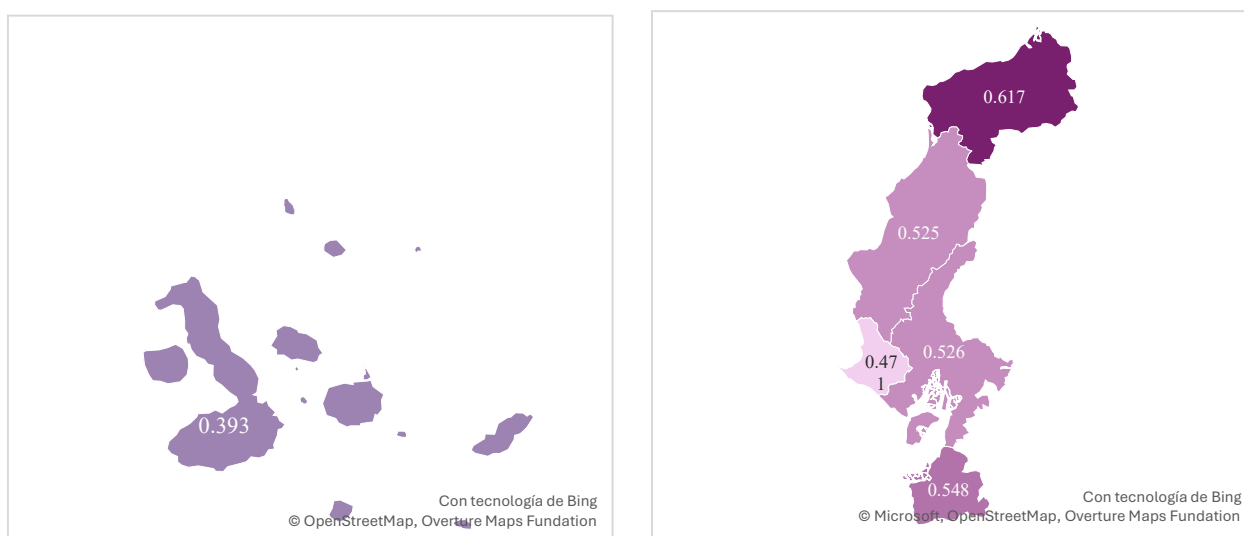 0.393
Con tecnología de Bing
© OpenStreetMap, Overture Maps Fundation
0.617
0.525
0.526
0.47
1
0.548
Con tecnología de Bing
© Microsoft, OpenStreetMap, Overture Maps Fundation